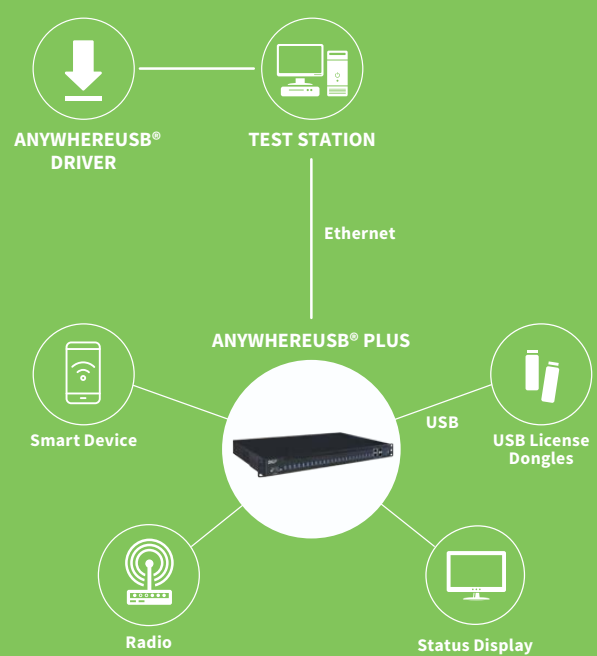 ANYWHEREUSB®
DRIVER
TEST STATION
Ethernet
ANYWHEREUSB® PLUS
USB
Smart Device
USB License
Dongles
Radio
Status Display